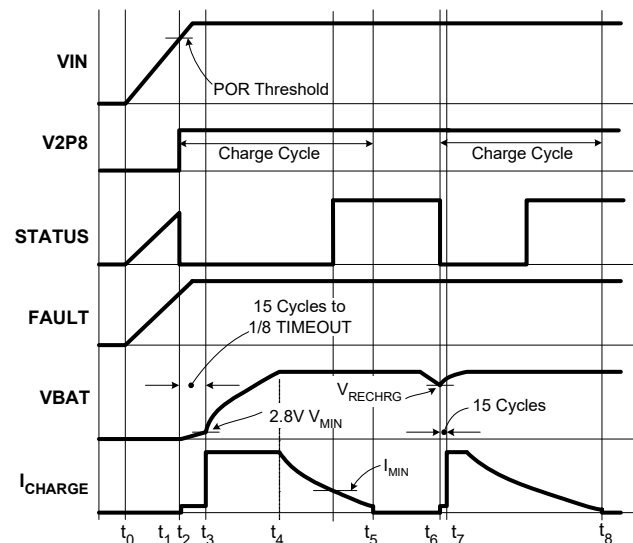 VIN
POR Threshold
V2P8
Charge Cycle
Charge Cycle
STATUS
FAULT
15 Cycles to
1/8 TIMEOUT
VBAT
VRECHRG
2.8V VMIN
15 Cycles
ICHARGE
IMIN
t0 t1 t2 t3 t4 t5 t6 t7 t8